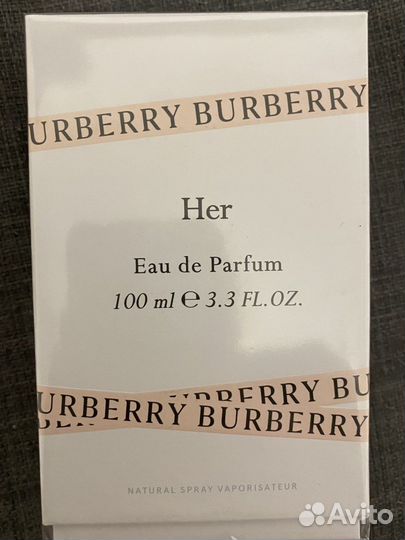 URBERRY BURBERRY
Her
Eau de Parfum
100 ml ℮ 3.3 FL.OZ.
BERRY BU
URBERRY BURBERRY
NATURAL SPRAY VAPORISATEUR
Avito